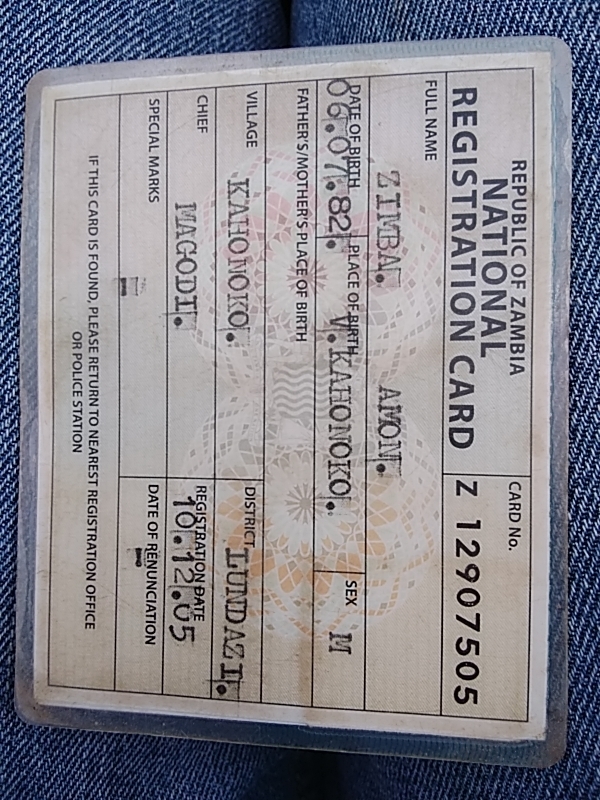 REPUBLIC OF ZAMBIA
NATIONAL
REGISTRATION CARD
CARD No.
Z 12907505
FULL NAME
ZIMBA. AMON.
DATE OF BIRTH
06.07.82.
PLACE OF BIRTH
V.KAHONOKO.
SEX
M
FATHER'S/MOTHER'S PLACE OF BIRTH
VILLAGE
KAHONOKO.
DISTRICT
LUNDAZI.
CHIEF
MAGODI.
REGISTRATION DATE
10.12.05
SPECIAL MARKS
-
DATE OF RENUNCIATION
-
IF THIS CARD IS FOUND, PLEASE RETURN TO NEAREST REGISTRATION OFFICE
OR POLICE STATION